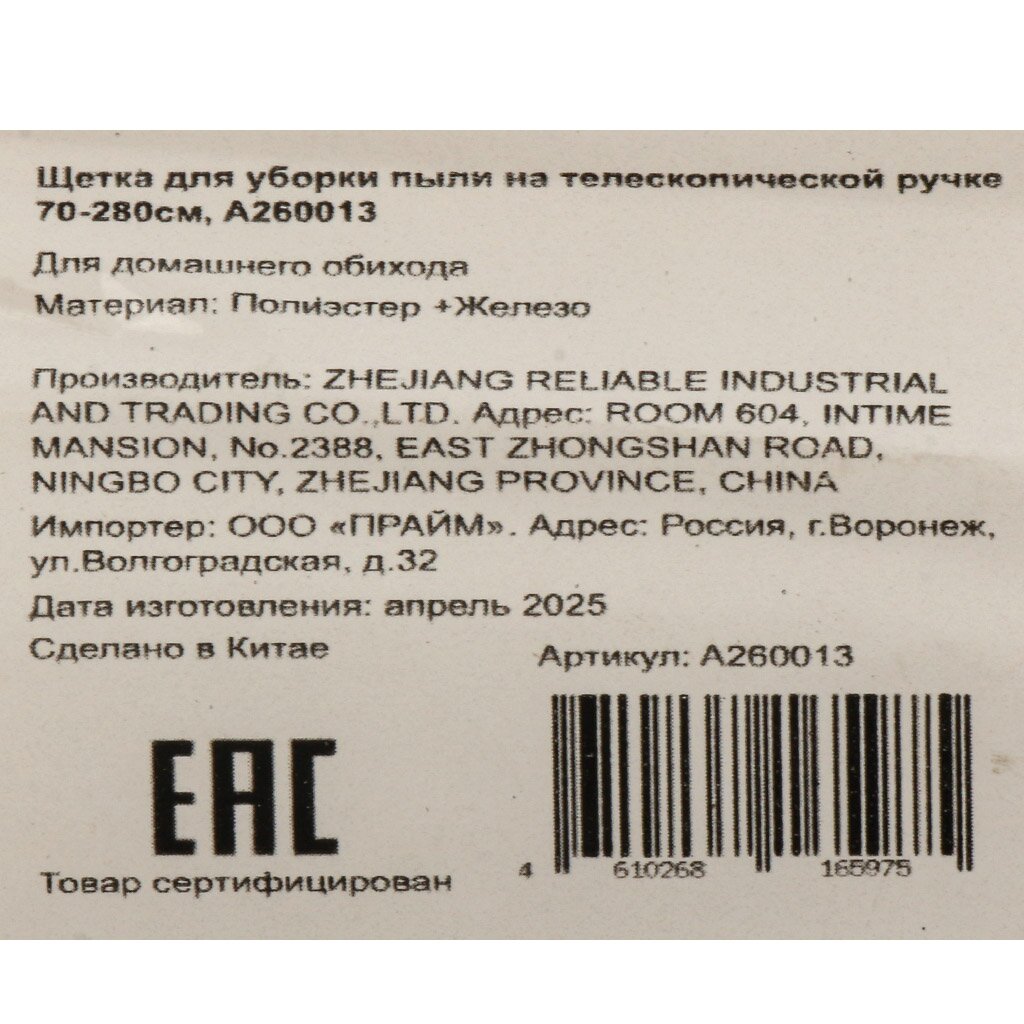 Щетка для уборки пыли на телескопической ручке
70-280см, А260013
Для домашнего обихода
Материал: Полиэстер +Железо
Производитель: ZHEJIANG RELIABLE INDUSTRIAL
AND TRADING CO.,LTD. Адрес: ROOM 604, INTIME
MANSION, No.2388, EAST ZHONGSHAN ROAD,
NINGBO CITY, ZHEJIANG PROVINCE, CHINA
Импортер: ООО «ПРАЙМ». Адрес: Россия, г.Воронеж,
ул.Волгоградская, д.32
Дата изготовления: апрель 2025
Сделано в Китае
Артикул: А260013
EAC
Товар сертифицирован
4 610268 165975